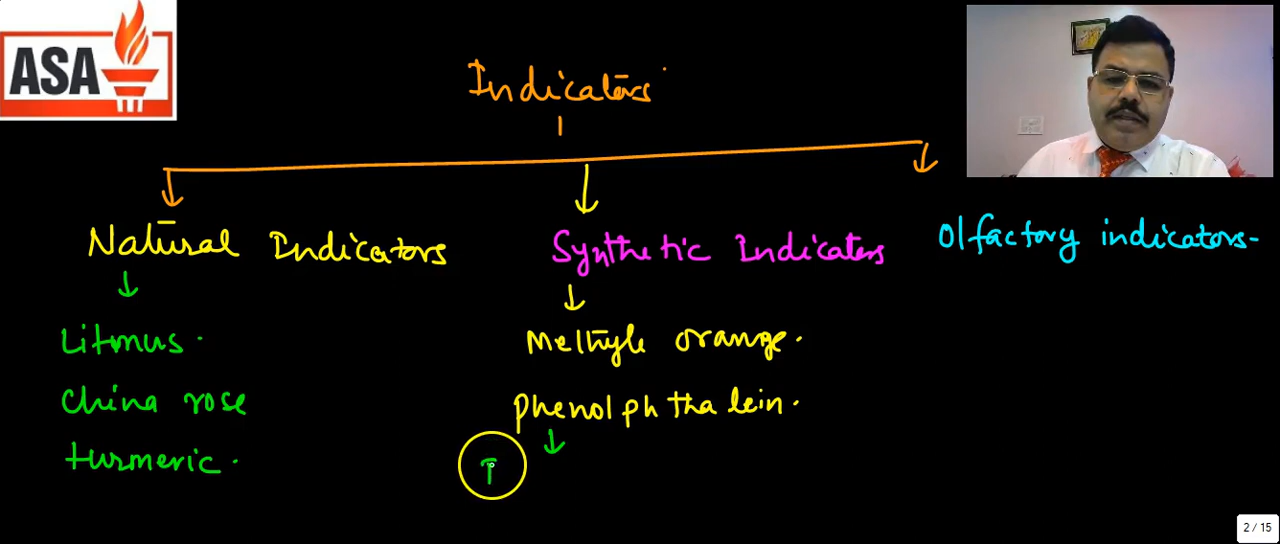 ASA
Indicators
Natural Indicators
Synthetic Indicators
Olfactory indicators-
Litmus.
Methyle orange.
China rose
phenolphthalein.
turmeric.
2 / 15